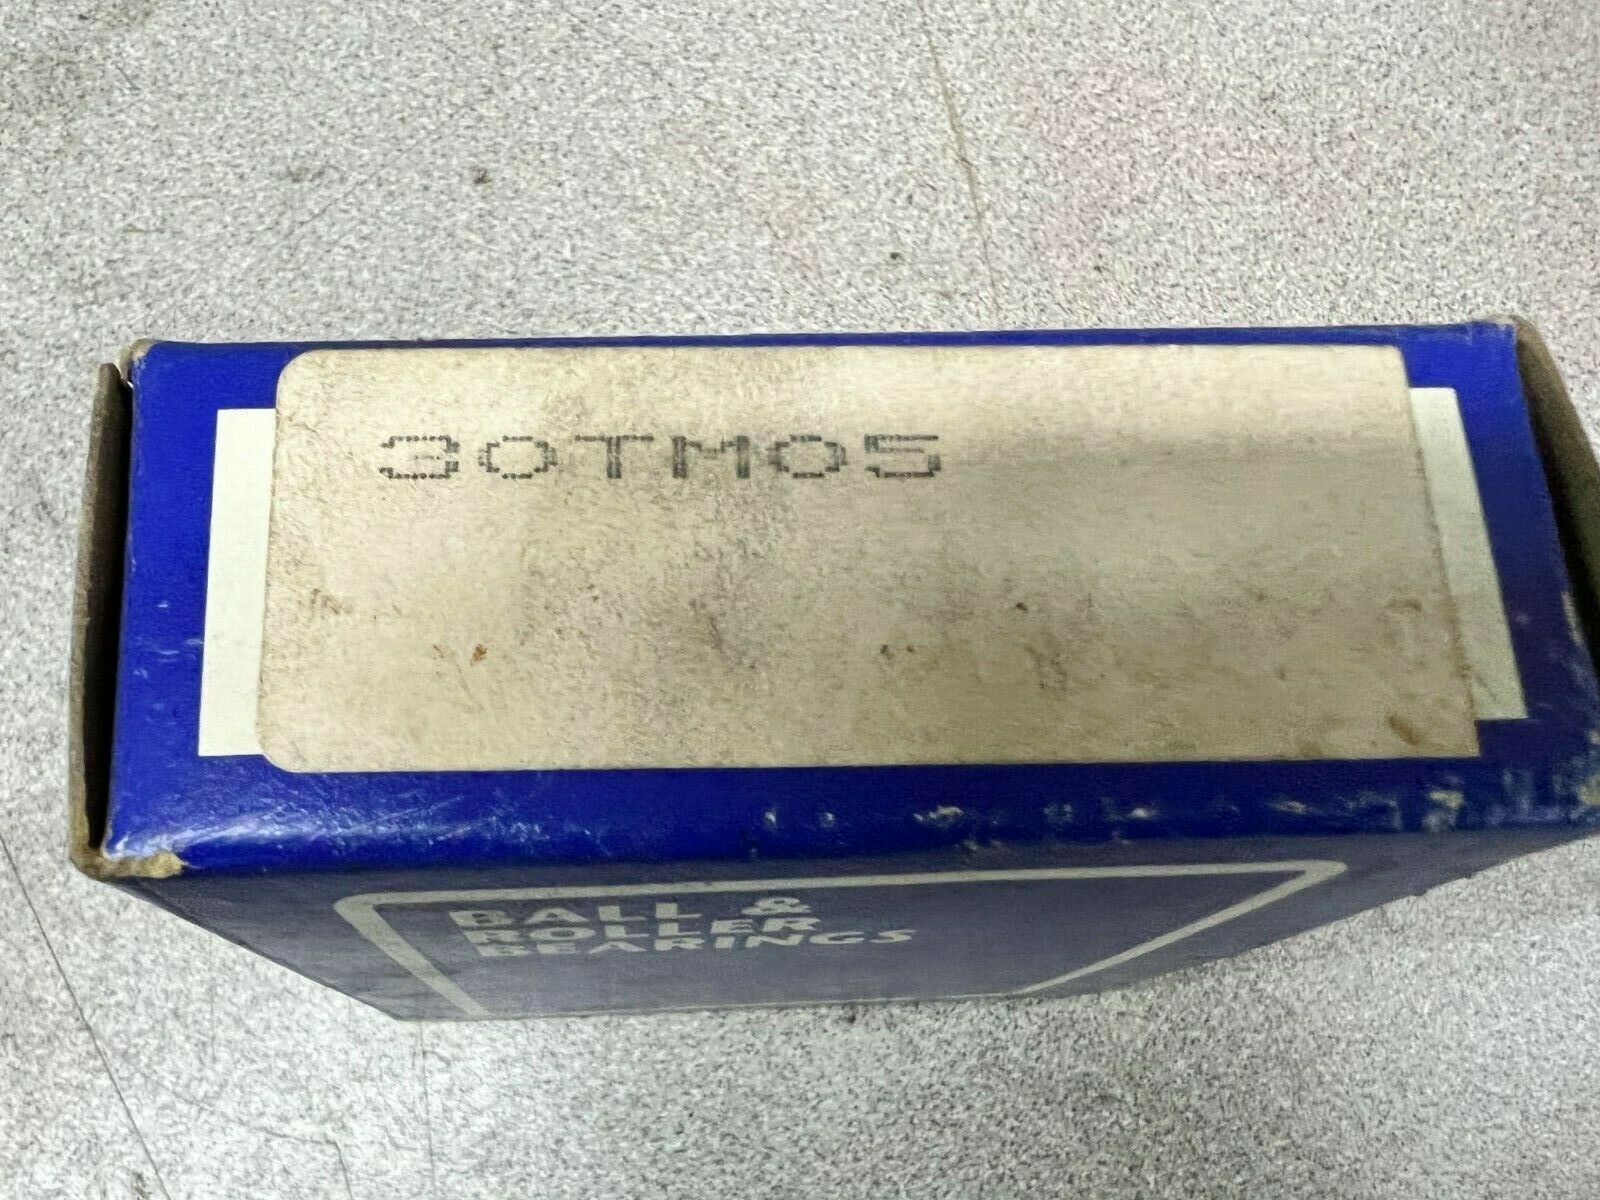 30TM05
BALL &
ROLLER
BEARINGS